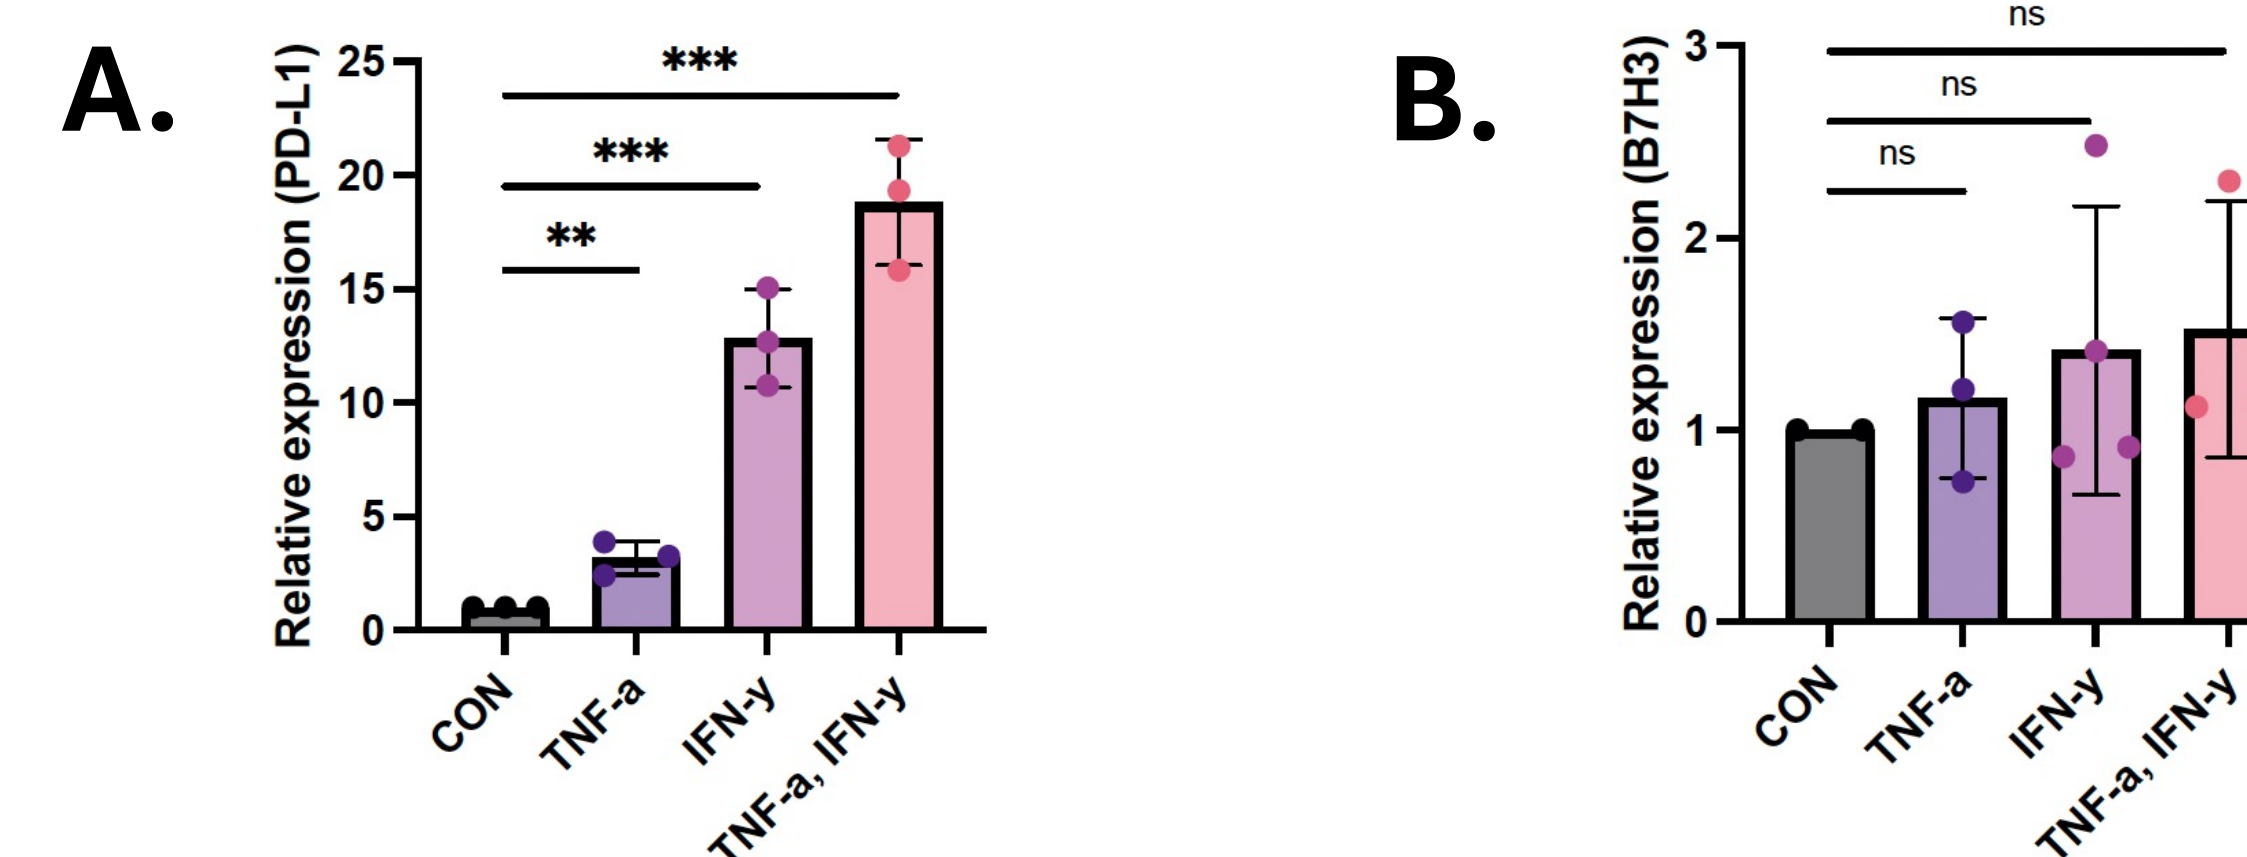 A.
Relative expression (PD-L1)
25
20
15
10
5
0
***
***
**
CON
TNF-a
IFN-y
TNF-a, IFN-y
B.
Relative expression (B7H3)
3
2
1
0
ns
ns
ns
CON
TNF-a
IFN-y
TNF-a, IFN-y